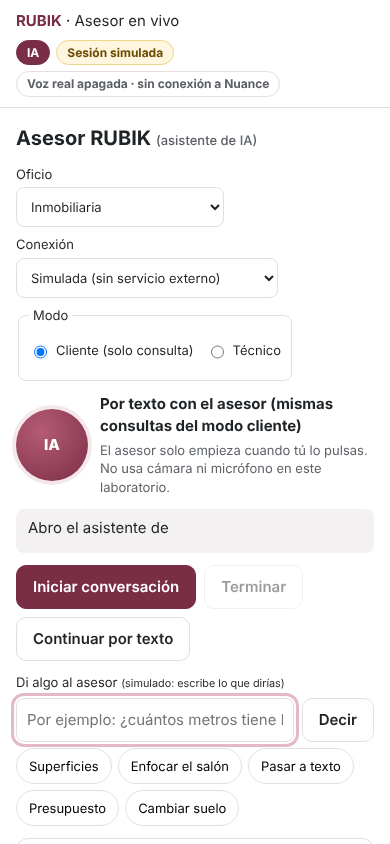 RUBIK · Asesor en vivo
IA Sesión simulada
Voz real apagada · sin conexión a Nuance
Asesor RUBIK (asistente de IA)
Oficio
Inmobiliaria
Conexión
Simulada (sin servicio externo)
Modo
Cliente (solo consulta) Técnico
IA
Por texto con el asesor (mismas
consultas del modo cliente)
El asesor solo empieza cuando tú lo pulsas.
No usa cámara ni micrófono en este
laboratorio.
Abro el asistente de
Iniciar conversación Terminar
Continuar por texto
Di algo al asesor (simulado: escribe lo que dirías)
Por ejemplo: ¿cuántos metros tiene l Decir
Superficies Enfocar el salón Pasar a texto
Presupuesto Cambiar suelo